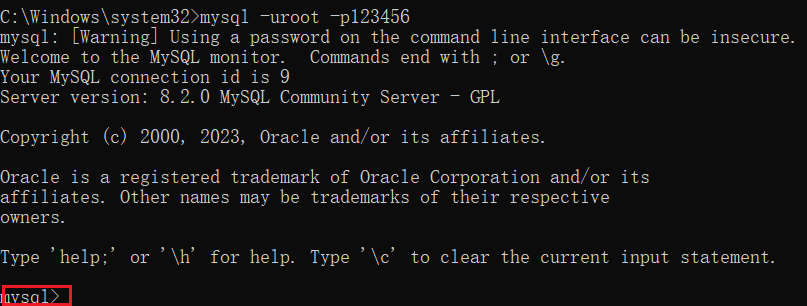 C:\Windows\system32>mysql -uroot -p123456
mysql: [Warning] Using a password on the command line interface can be insecure.
Welcome to the MySQL monitor.  Commands end with ; or \g.
Your MySQL connection id is 9
Server version: 8.2.0 MySQL Community Server - GPL
Copyright (c) 2000, 2023, Oracle and/or its affiliates.
Oracle is a registered trademark of Oracle Corporation and/or its
affiliates. Other names may be trademarks of their respective
owners.
Type 'help;' or '\h' for help. Type '\c' to clear the current input statement.
mysql>